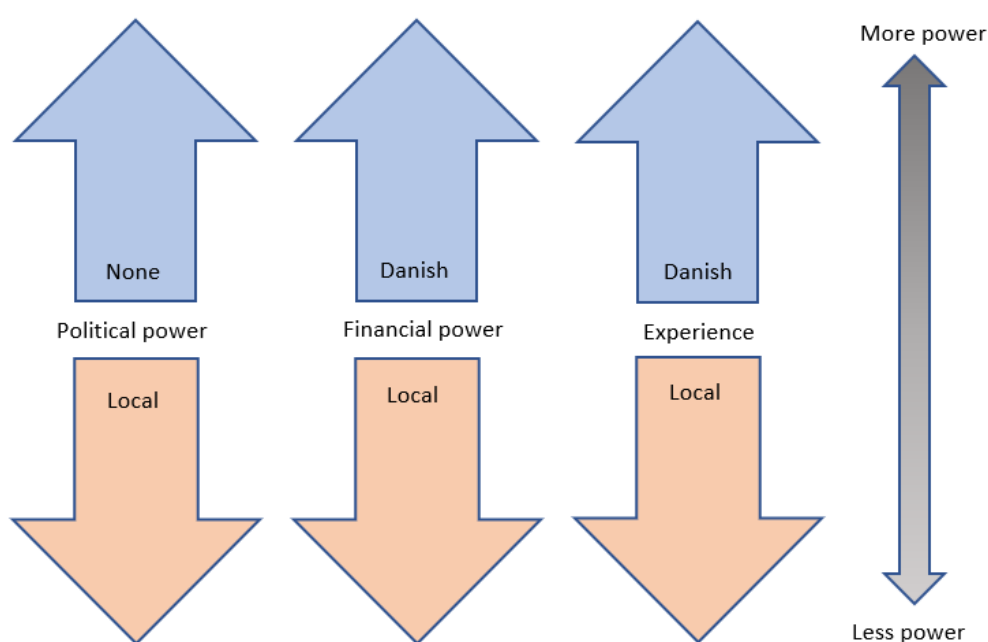 More power
None
Danish
Danish
Political power
Financial power
Experience
Local
Local
Local
Less power